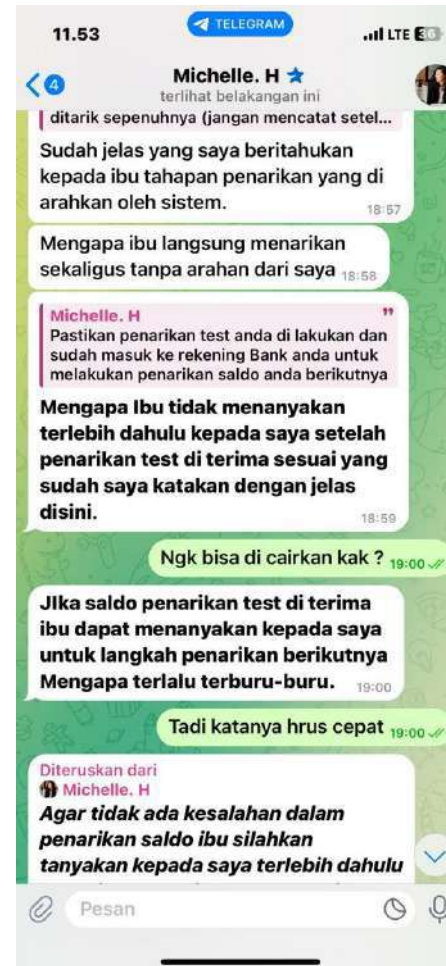 11.53
TELEGRAM
LTE 36
4
Michelle. H
terlihat belakangan ini
ditarik sepenuhnya (jangan mencatat setel...
Sudah jelas yang saya beritahukan
kepada ibu tahapan penarikan yang di
arahkan oleh sistem.
18:57
Mengapa ibu langsung menarikan
sekaligus tanpa arahan dari saya
18:58
Michelle. H
Pastikan penarikan test anda di lakukan dan
sudah masuk ke rekening Bank anda untuk
melakukan penarikan saldo anda berikutnya
Mengapa Ibu tidak menanyakan
terlebih dahulu kepada saya setelah
penarikan test di terima sesuai yang
sudah saya katakan dengan jelas
disini.
18:59
Ngk bisa di cairkan kak ? 19:00
JIka saldo penarikan test di terima
ibu dapat menanyakan kepada saya
untuk langkah penarikan berikutnya
Mengapa terlalu terburu-buru. 19:00
Tadi katanya hrus cepat 19:00
Diteruskan dari
Michelle. H
Agar tidak ada kesalahan dalam
penarikan saldo ibu silahkan
tanyakan kepada saya terlebih dahulu
Pesan